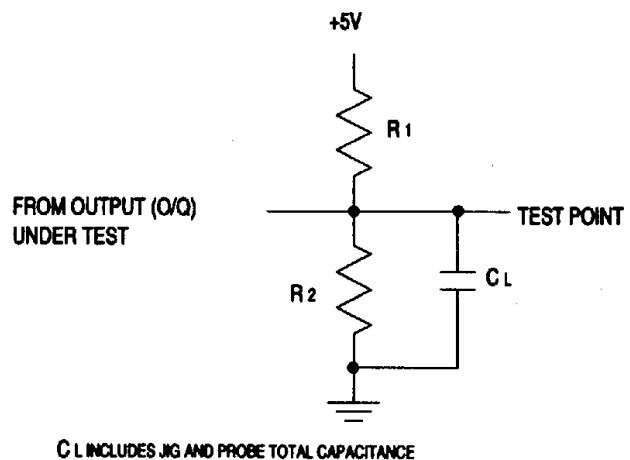 +5V
R1
FROM OUTPUT (O/Q)
UNDER TEST
TEST POINT
R2
CL
CL INCLUDES JIG AND PROBE TOTAL CAPACITANCE